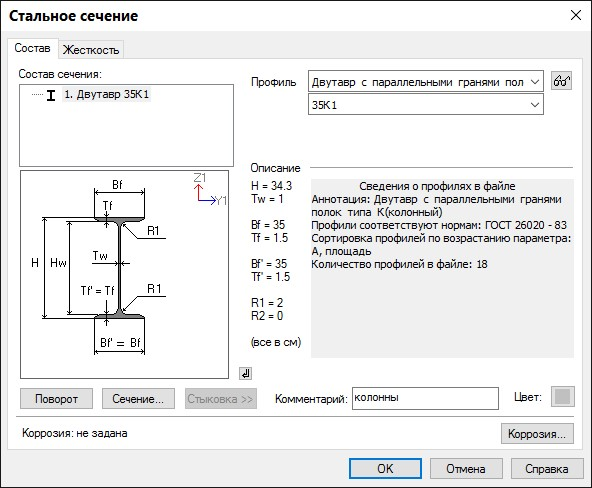 Стальное сечение
Состав
Жесткость
Состав сечения:
1. Двутавр 35К1
Профиль
Двутавр с параллельными гранями пол
35К1
Описание
H = 34.3
Tw = 1
Bf = 35
Tf = 1.5
Bf' = 35
Tf' = 1.5
R1 = 2
R2 = 0
(все в см)
Сведения о профилях в файле
Аннотация: Двутавр с параллельными гранями
полок типа К(колонный)
Профили соответствуют нормам: ГОСТ 26020 - 83
Сортировка профилей по возрастанию параметра:
А, площадь
Количество профилей в файле: 18
Z1
Y1
Bf
Tf
R1
H
Hw
Tw
Tf' = Tf
R1
Bf' = Bf
Поворот
Сечение...
Стыковка >>
Комментарий:
колонны
Цвет:
Коррозия: не задана
Коррозия...
OK
Отмена
Справка